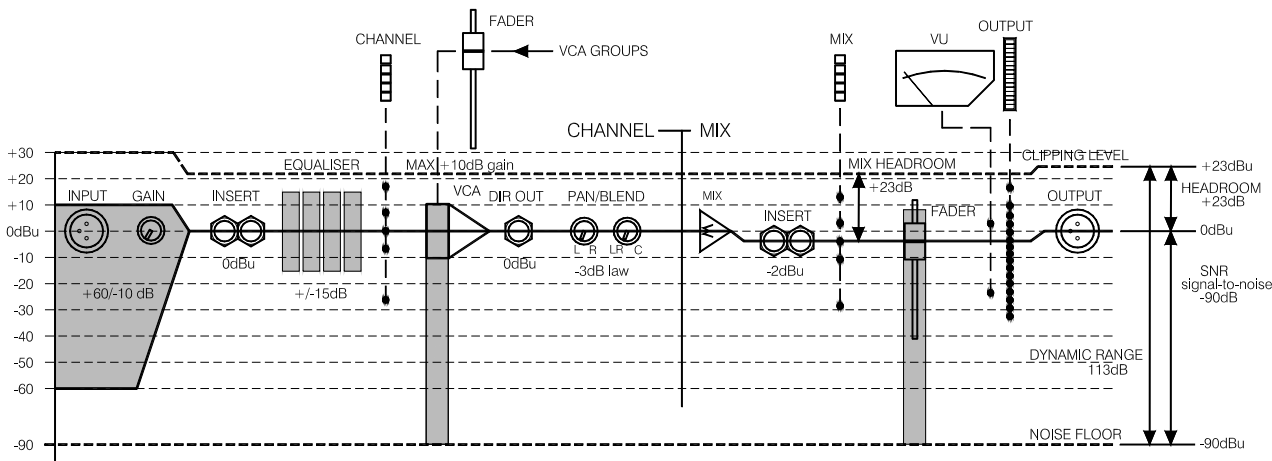 FADER
CHANNEL
VCA GROUPS
MIX
VU
OUTPUT
CHANNEL
MIX
+30
+20
+10
0dBu
-10
-20
-30
-40
-50
-60
-90
INPUT
GAIN
+60/-10 dB
INSERT
0dBu
EQUALISER
+/-15dB
MAX +10dB gain
VCA
DIR OUT
0dBu
PAN/BLEND
L R LR C
-3dB law
MIX
INSERT
-2dBu
MIX HEADROOM
+23dB
FADER
CLIPPING LEVEL
OUTPUT
DYNAMIC RANGE
113dB
NOISE FLOOR
+23dBu
HEADROOM
+23dB
0dBu
SNR
signal-to-noise
-90dB
-90dBu